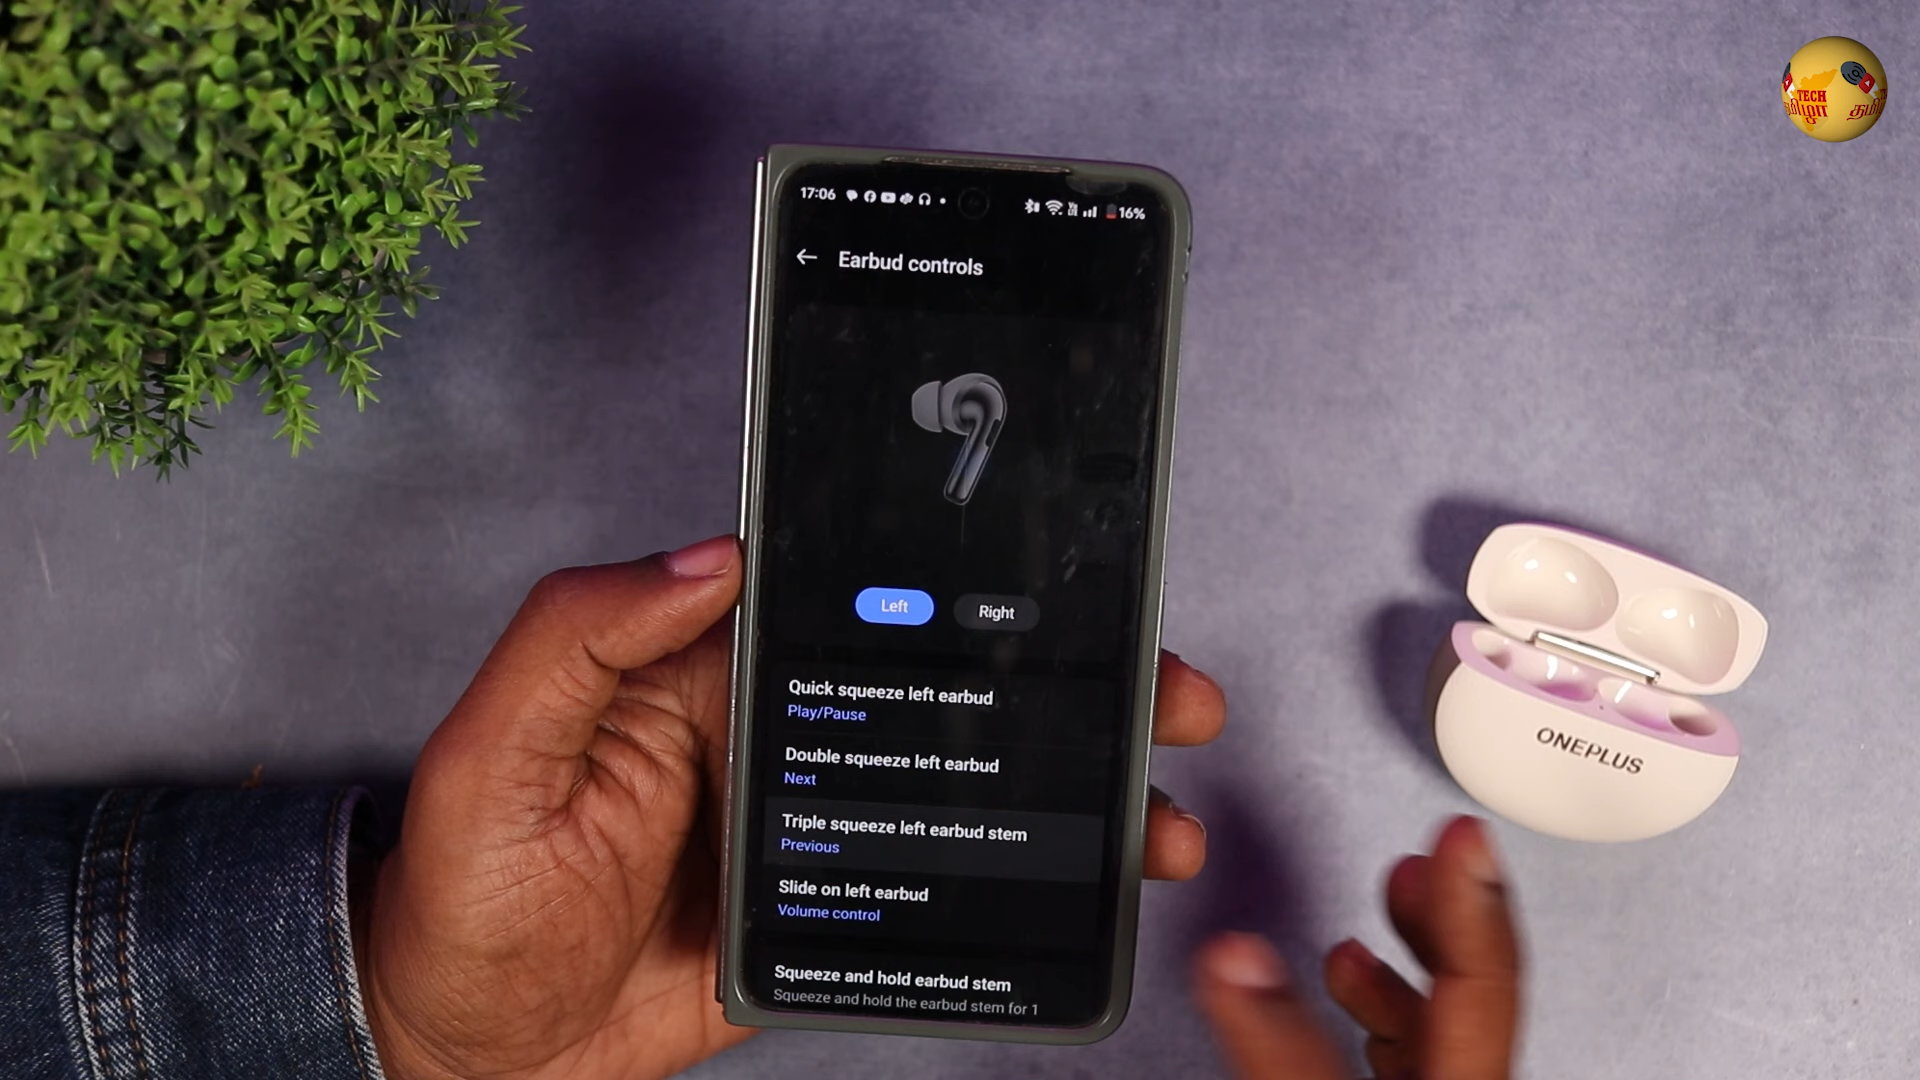 17:06
16%
Earbud controls
Left
Right
Quick squeeze left earbud
Play/Pause
Double squeeze left earbud
Next
Triple squeeze left earbud stem
Previous
Slide on left earbud
Volume control
Squeeze and hold earbud stem
Squeeze and hold the earbud stem for 1
ONEPLUS
TECH